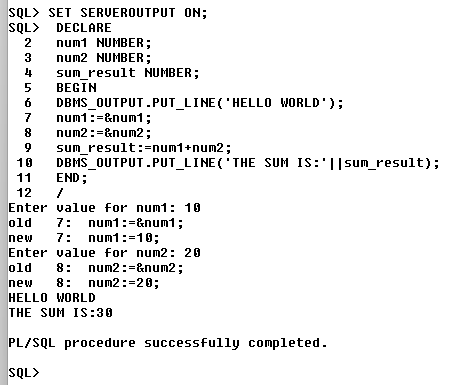 SQL> SET SERVEROUTPUT ON;
SQL>  DECLARE
  2   num1 NUMBER;
  3   num2 NUMBER;
  4   sum_result NUMBER;
  5   BEGIN
  6   DBMS_OUTPUT.PUT_LINE('HELLO WORLD');
  7   num1:=&num1;
  8   num2:=&num2;
  9   sum_result:=num1+num2;
 10   DBMS_OUTPUT.PUT_LINE('THE SUM IS:'||sum_result);
 11   END;
 12   /
Enter value for num1: 10
old   7:  num1:=&num1;
new   7:  num1:=10;
Enter value for num2: 20
old   8:  num2:=&num2;
new   8:  num2:=20;
HELLO WORLD
THE SUM IS:30
PL/SQL procedure successfully completed.
SQL>